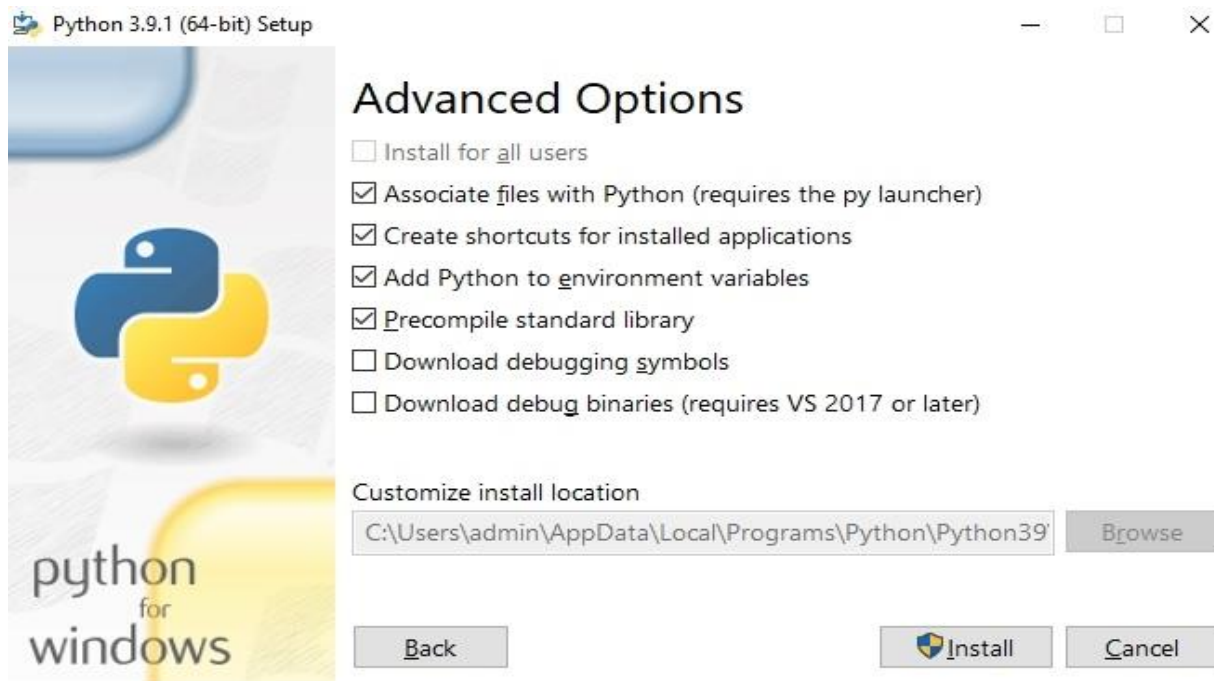 Python 3.9.1 (64-bit) Setup
Advanced Options
Install for all users
Associate files with Python (requires the py launcher)
Create shortcuts for installed applications
Add Python to environment variables
Precompile standard library
Download debugging symbols
Download debug binaries (requires VS 2017 or later)
Customize install location
C:\Users\admin\AppData\Local\Programs\Python\Python39\
Browse
python
for
windows
Back
Install
Cancel